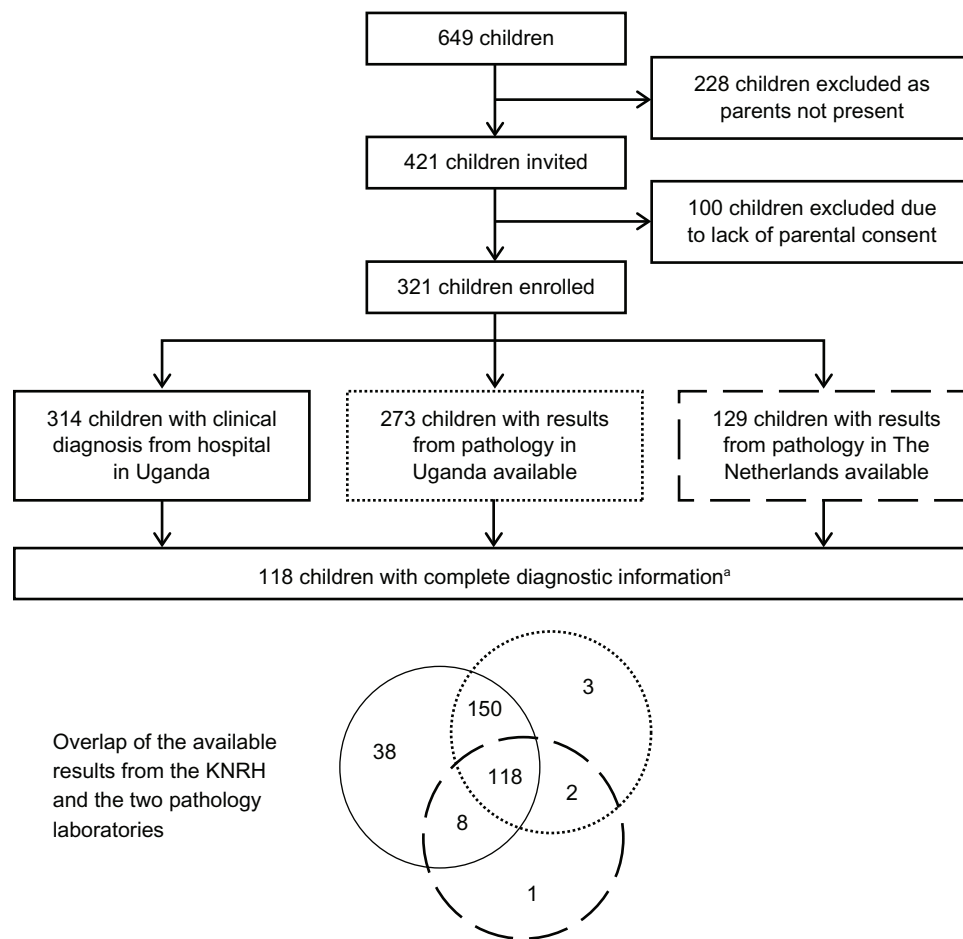 649 children
228 children excluded as
parents not present
421 children invited
100 children excluded due
to lack of parental consent
321 children enrolled
314 children with clinical
diagnosis from hospital
in Uganda
273 children with results
from pathology in
Uganda available
129 children with results
from pathology in The
Netherlands available
118 children with complete diagnostic informationᵃ
Overlap of the available
results from the KNRH
and the two pathology
laboratories
3
150
38
118
2
8
1